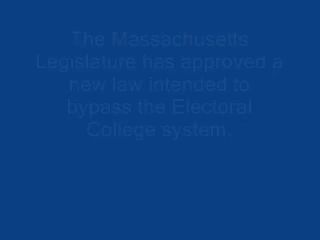 The Massachusetts
Legislature has approved a
new law intended to
bypass the Electoral
College system.